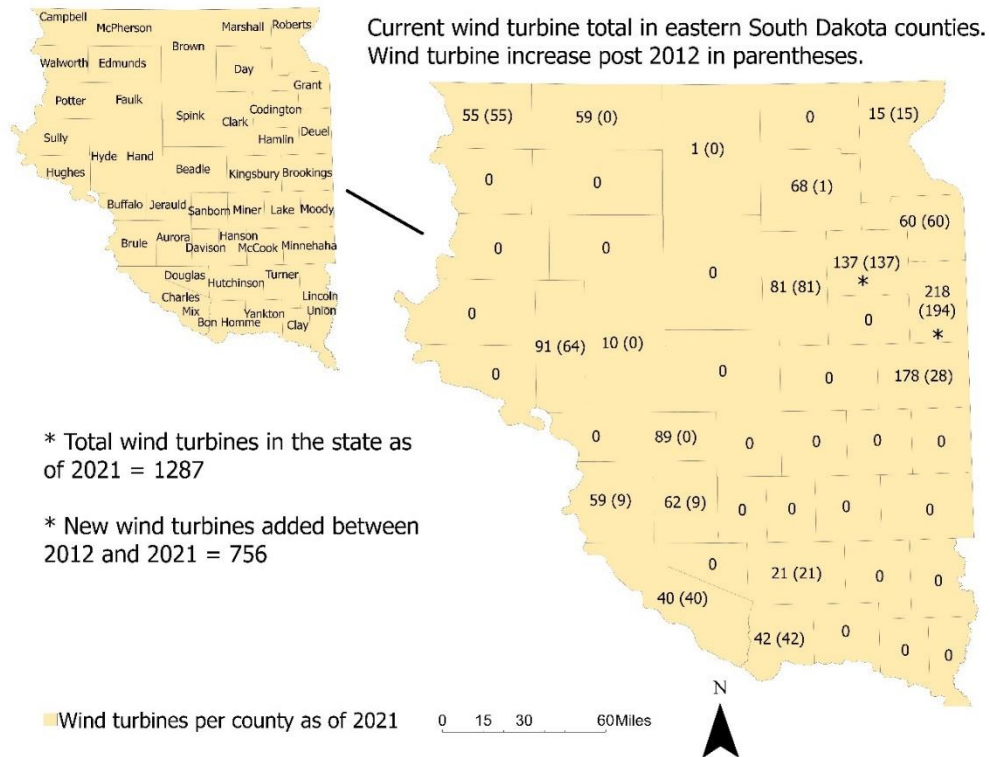 Current wind turbine total in eastern South Dakota counties.
Wind turbine increase post 2012 in parentheses.
Campbell
McPherson
Marshall
Roberts
Brown
Walworth
Edmunds
Day
Grant
Potter
Faulk
Spink
Clark
Codington
Deuel
Hamlin
Sully
Hyde
Hand
Hughes
Beadle
Kingsbury
Brookings
Buffalo
Jerauld
Sanborn
Miner
Lake
Moody
Brule
Aurora
Davison
Hanson
McCook
Minnehaha
Douglas
Hutchinson
Turner
Lincoln
Charles
Mix
Bon Homme
Yankton
Clay
Union
55 (55)
59 (0)
0
15 (15)
1 (0)
0
0
68 (1)
60 (60)
0
0
0
81 (81)
137 (137)
*
218
(194)
*
0
0
91 (64)
10 (0)
0
0
0
178 (28)
0
89 (0)
0
0
0
0
59 (9)
62 (9)
0
0
0
0
0
21 (21)
0
0
40 (40)
42 (42)
0
0
0
* Total wind turbines in the state as
of 2021 = 1287
* New wind turbines added between
2012 and 2021 = 756
Wind turbines per county as of 2021
0 15 30 60 Miles
N